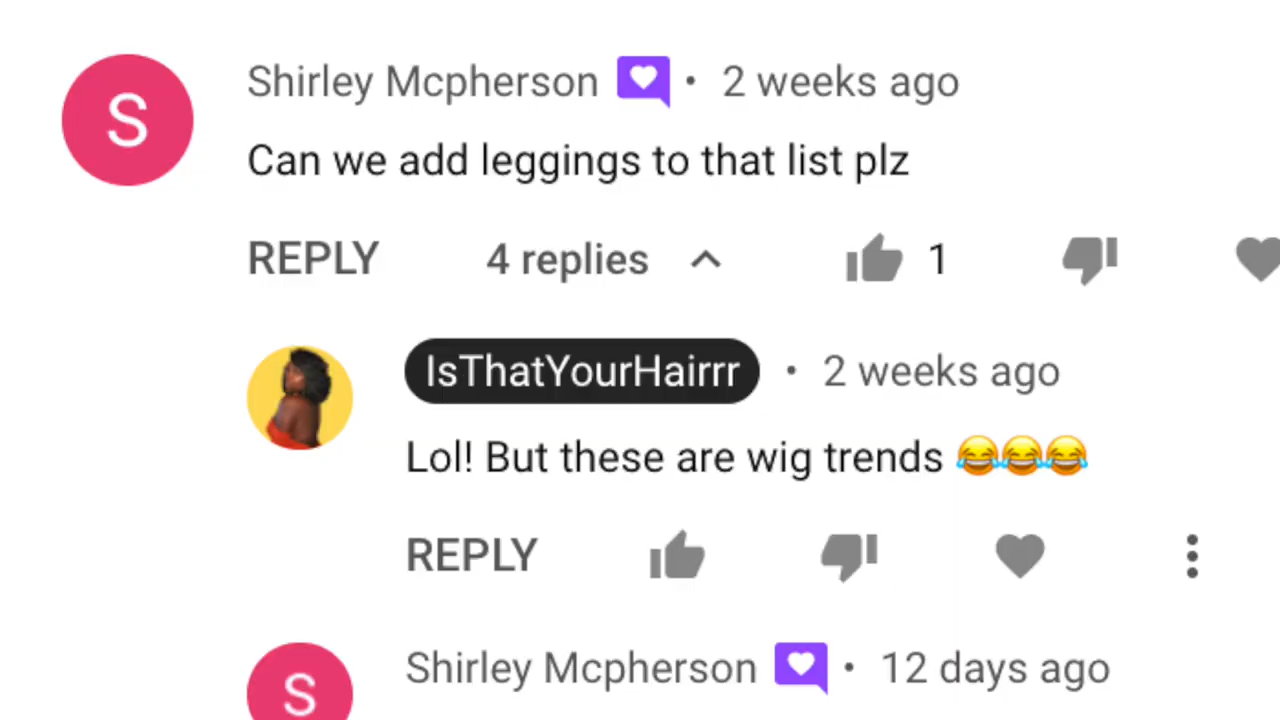 S
Shirley Mcpherson • 2 weeks ago
Can we add leggings to that list plz
REPLY 4 replies 1
IsThatYourHairrr • 2 weeks ago
Lol! But these are wig trends 😂😂😂
REPLY
S
Shirley Mcpherson • 12 days ago